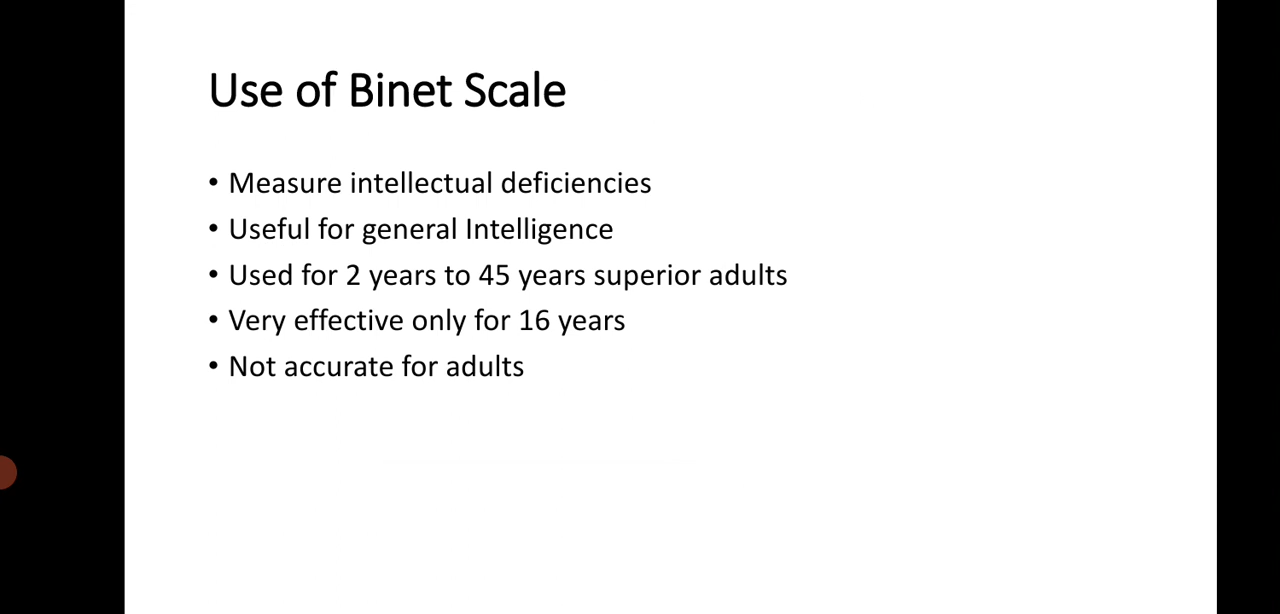 Use of Binet Scale
• Measure intellectual deficiencies
• Useful for general Intelligence
• Used for 2 years to 45 years superior adults
• Very effective only for 16 years
• Not accurate for adults